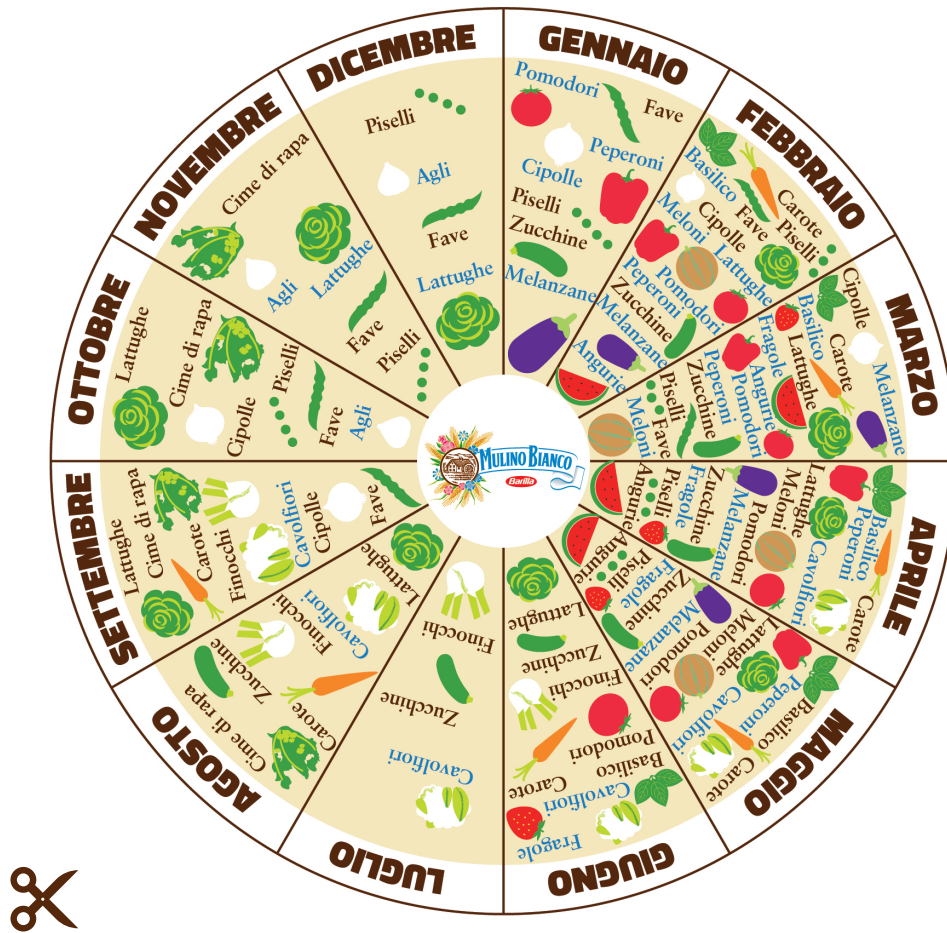 GENNAIO
Pomodori
Fave
Peperoni
Cipolle
Piselli
Zucchine
Melanzane
FEBBRAIO
Basilico
Carote
Fave
Piselli
Meloni
Cipolle
Lattughe
Peperoni
Pomodori
Zucchine
Melanzane
Angurie
MARZO
Cipolle
Basilico
Carote
Melanzane
Fragole
Lattughe
Angurie
Pomodori
Peperoni
Zucchine
Fave
Piselli
Meloni
APRILE
Basilico
Peperoni
Carote
Cavolfiori
Lattughe
Meloni
Pomodori
Melanzane
Zucchine
Fragole
Piselli
Angurie
MAGGIO
Basilico
Peperoni
Cavolfiori
Carote
Lattughe
Meloni
Pomodori
Melanzane
Zucchine
Fragole
Piselli
Angurie
GIUGNO
Lattughe
Zucchine
Finocchi
Pomodori
Basilico
Carote
Cavolfiori
Fragole
LUGLIO
Finocchi
Zucchine
Cavolfiori
AGOSTO
Lattughe
Cavolfiori
Finocchi
Zucchine
Carote
Cime di rapa
SETTEMBRE
Lattughe
Cime di rapa
Carote
Finocchi
Cavolfiori
Cipolle
Fave
OTTOBRE
Lattughe
Cime di rapa
Cipolle
Piselli
Fave
Agli
NOVEMBRE
Cime di rapa
Agli
Lattughe
Fave
Piselli
DICEMBRE
Piselli
Agli
Fave
Lattughe
MULINO BIANCO
Barilla